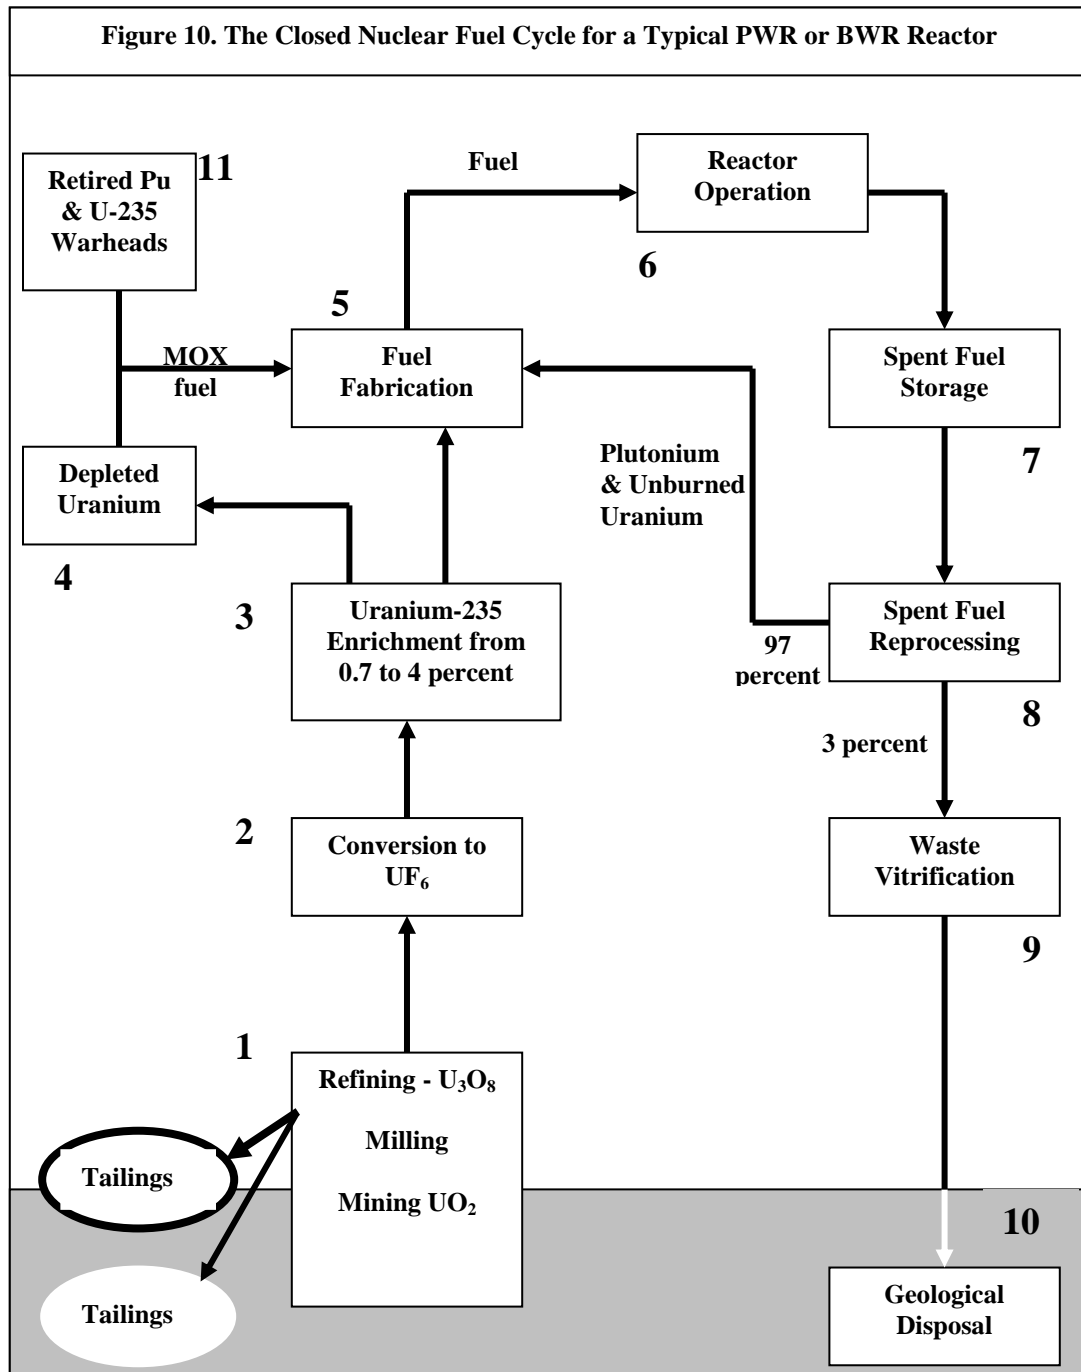 Figure 10. The Closed Nuclear Fuel Cycle for a Typical PWR or BWR Reactor
11
Retired Pu
& U-235
Warheads
Fuel
Reactor
Operation
6
5
MOX
fuel
Fuel
Fabrication
Spent Fuel
Storage
7
Depleted
Uranium
4
Plutonium
& Unburned
Uranium
3
Uranium-235
Enrichment from
0.7 to 4 percent
97
percent
Spent Fuel
Reprocessing
8
3 percent
2
Conversion to
UF₆
Waste
Vitrification
9
1
Refining - U₃O₈
Milling
Mining UO₂
Tailings
Tailings
10
Geological
Disposal